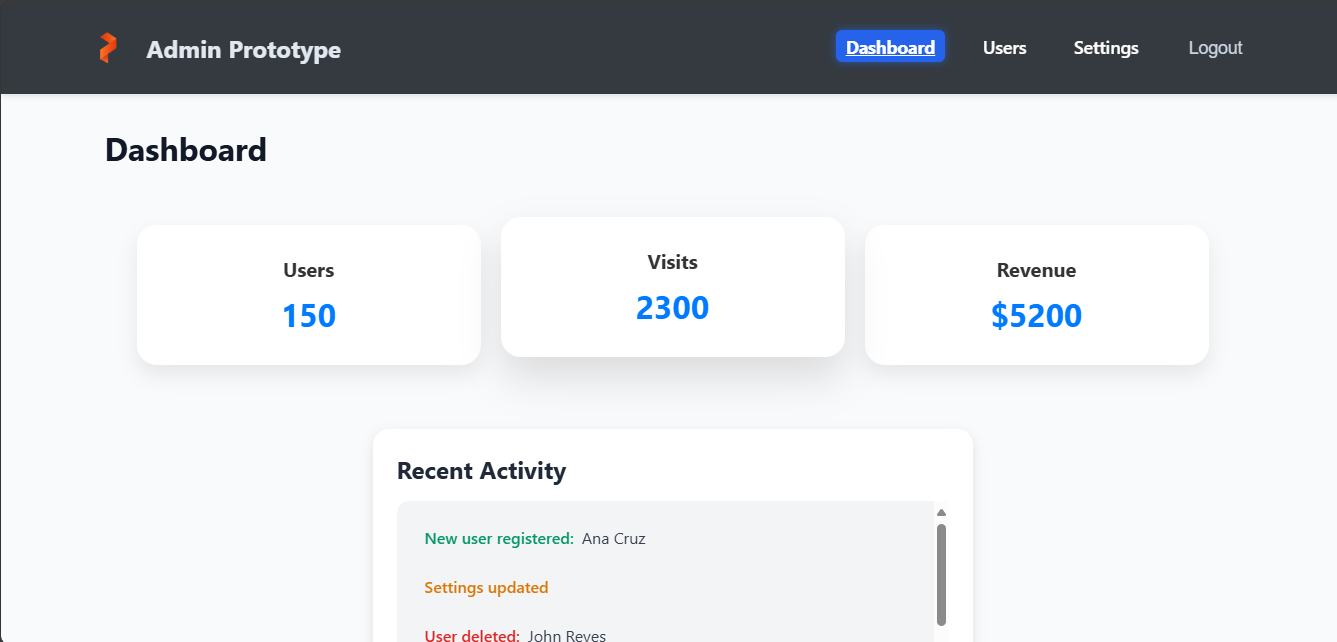 Admin Prototype
Dashboard Users Settings Logout
Dashboard
Users
150
Visits
2300
Revenue
$5200
Recent Activity
New user registered: Ana Cruz
Settings updated
User deleted: John Reyes